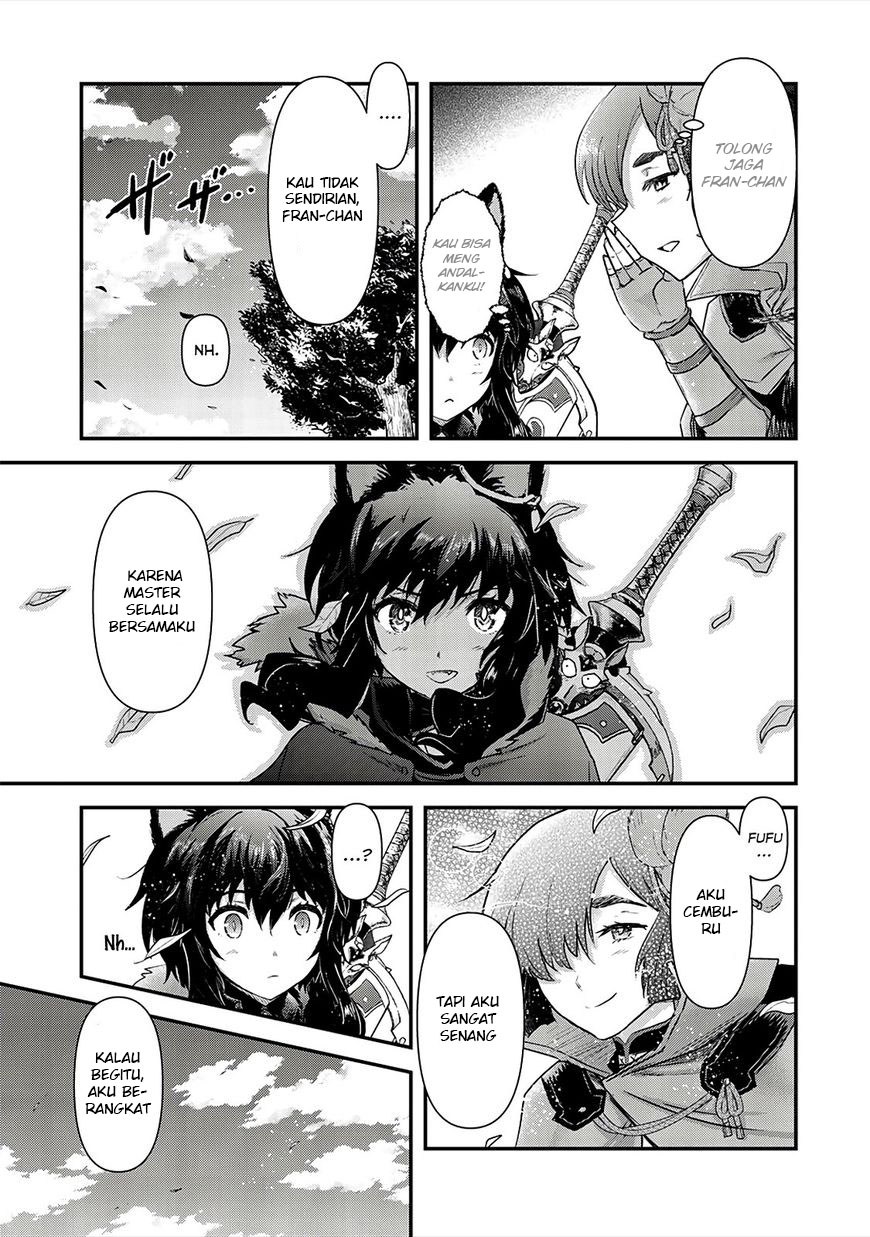 TOLONG
JAGA
FRAN-CHAN
KAU BISA
MENG
ANDAL-
KANKU!
....
KAU TIDAK
SENDIRIAN,
FRAN-CHAN
ザ゛ザ゛...
NH.
KARENA
MASTER
SELALU
BERSAMAKU
FUFU
...
AKU
CEMBU-
RU
TAPI AKU
SANGAT
SENANG
...?
Nh...
KALAU
BEGITU,
AKU BE-
RANGKAT